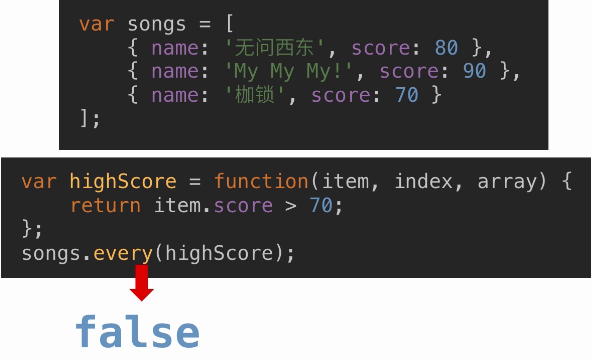 var songs = [
    { name: '无问西东', score: 80 },
    { name: 'My My My!', score: 90 },
    { name: '枷锁', score: 70 }
];
var highScore = function(item, index, array) {
    return item.score > 70;
};
songs.every(highScore);
false